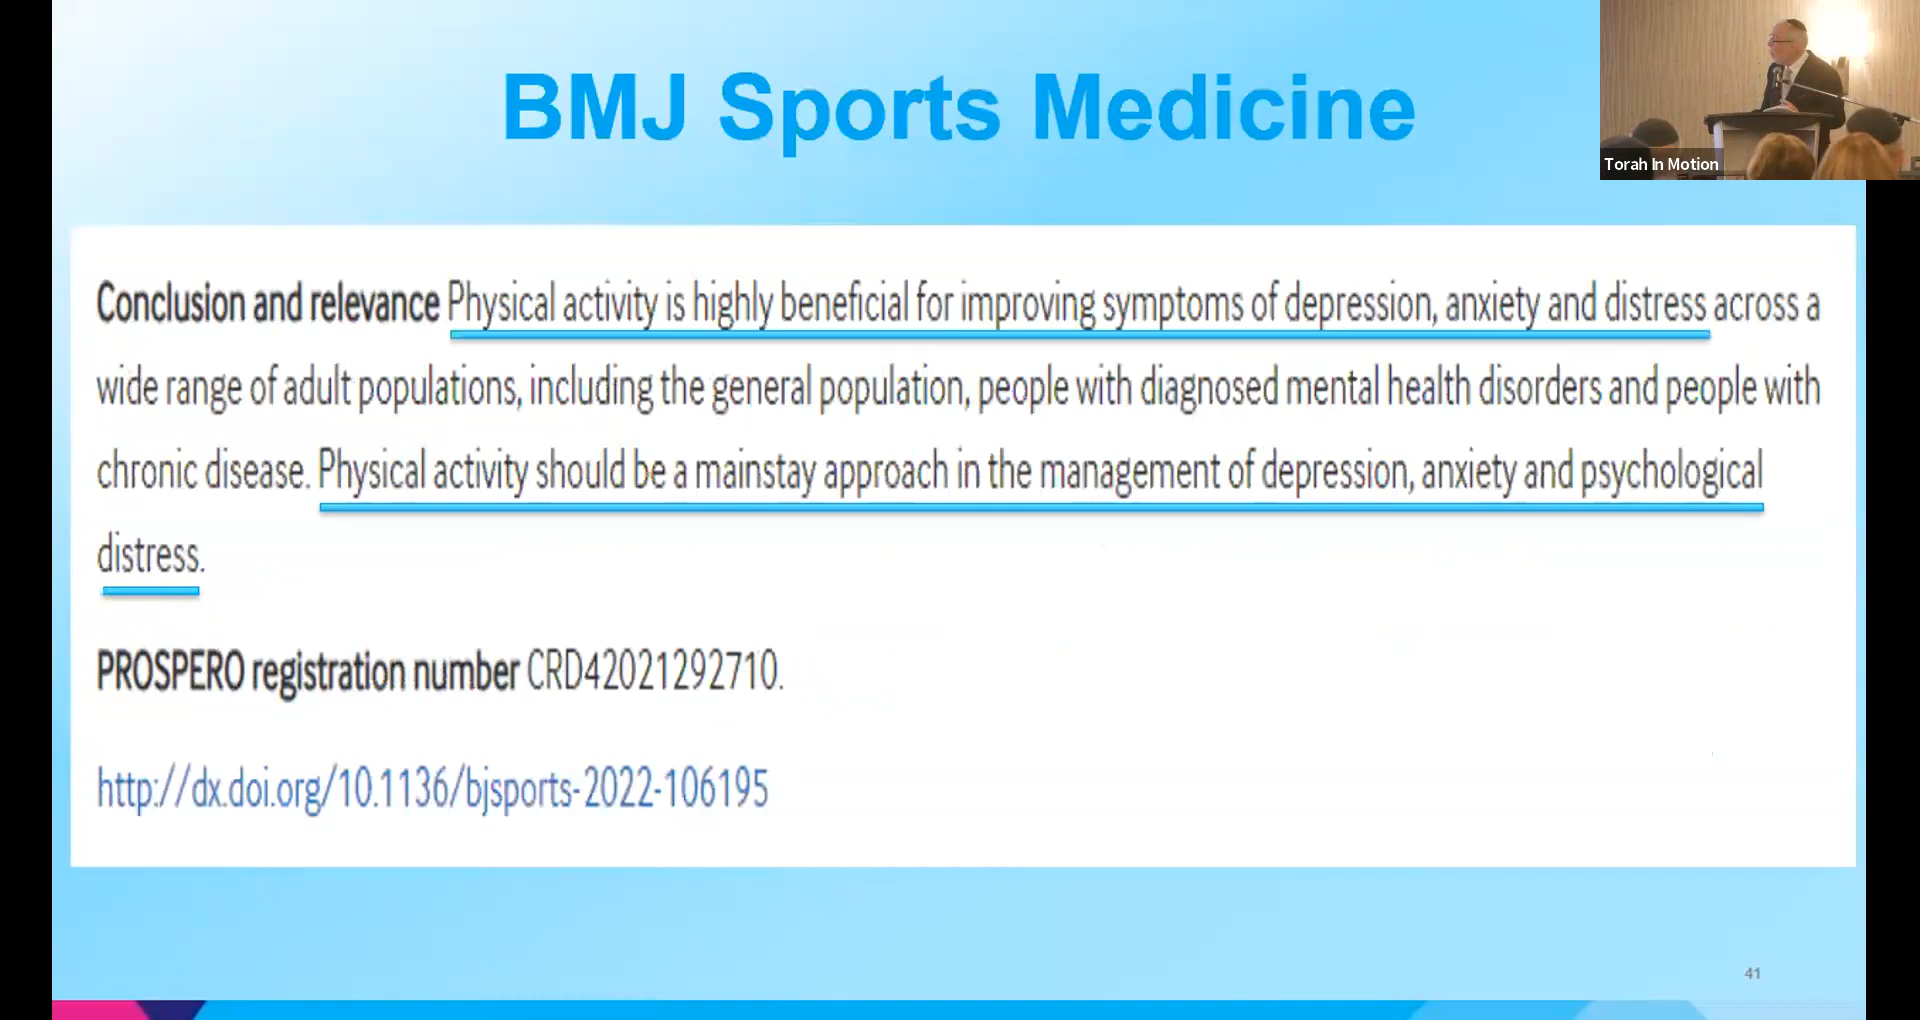 BMJ Sports Medicine
Torah In Motion
Conclusion and relevance Physical activity is highly beneficial for improving symptoms of depression, anxiety and distress across a
wide range of adult populations, including the general population, people with diagnosed mental health disorders and people with
chronic disease. Physical activity should be a mainstay approach in the management of depression, anxiety and psychological
distress.
PROSPERO registration number CRD42021292710.
http://dx.doi.org/10.1136/bjsports-2022-106195
41